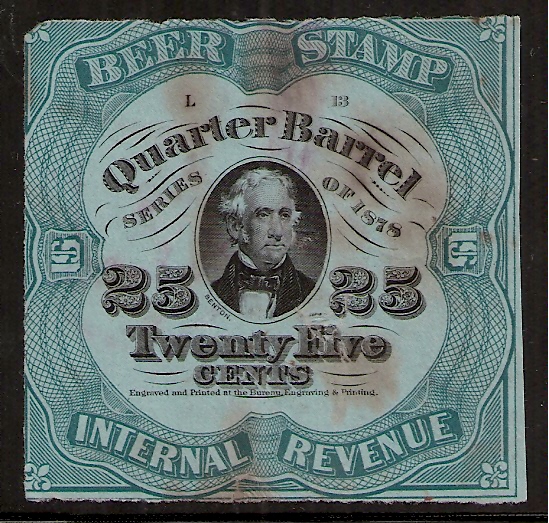 BEER STAMP
L 13
Quarter Barrel
SERIES OF 1878
25 25
BENTON.
Twenty Five
CENTS
Engraved and Printed at the Bureau, Engraving & Printing.
INTERNAL REVENUE